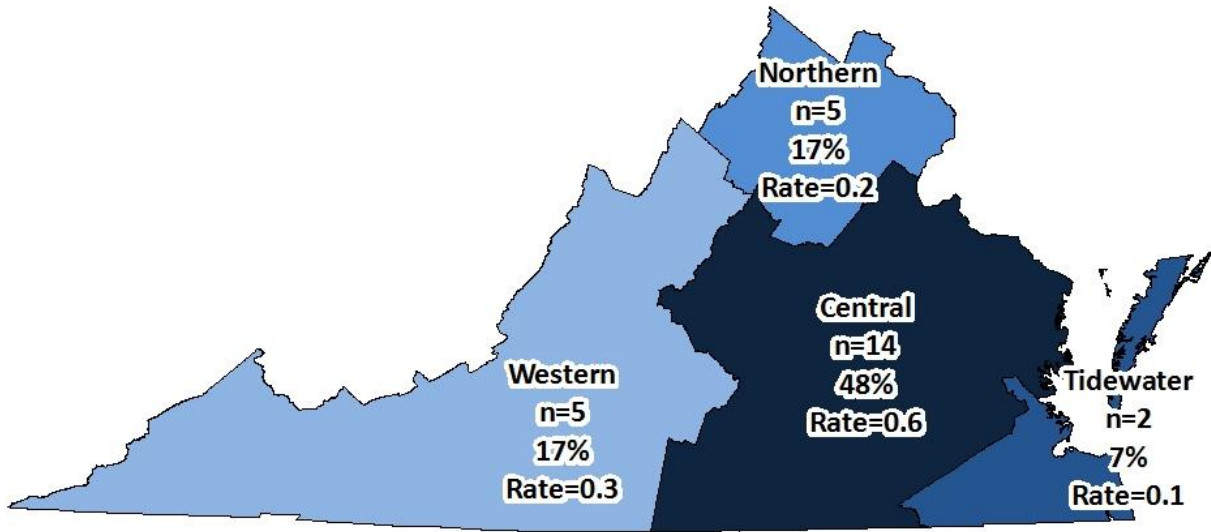 Northern
n=5
17%
Rate=0.2
Central
n=14
48%
Rate=0.6
Western
n=5
17%
Rate=0.3
Tidewater
n=2
7%
Rate=0.1